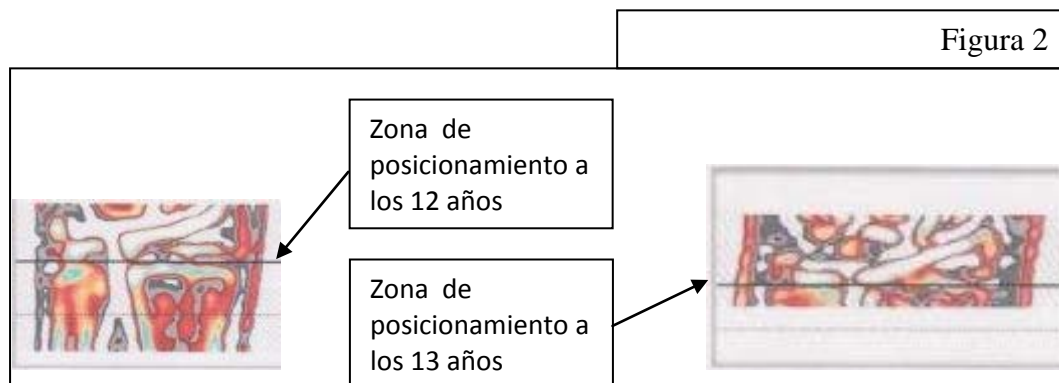 Figura 2
Zona de
posicionamiento a
los 12 años
Zona de
posicionamiento a
los 13 años